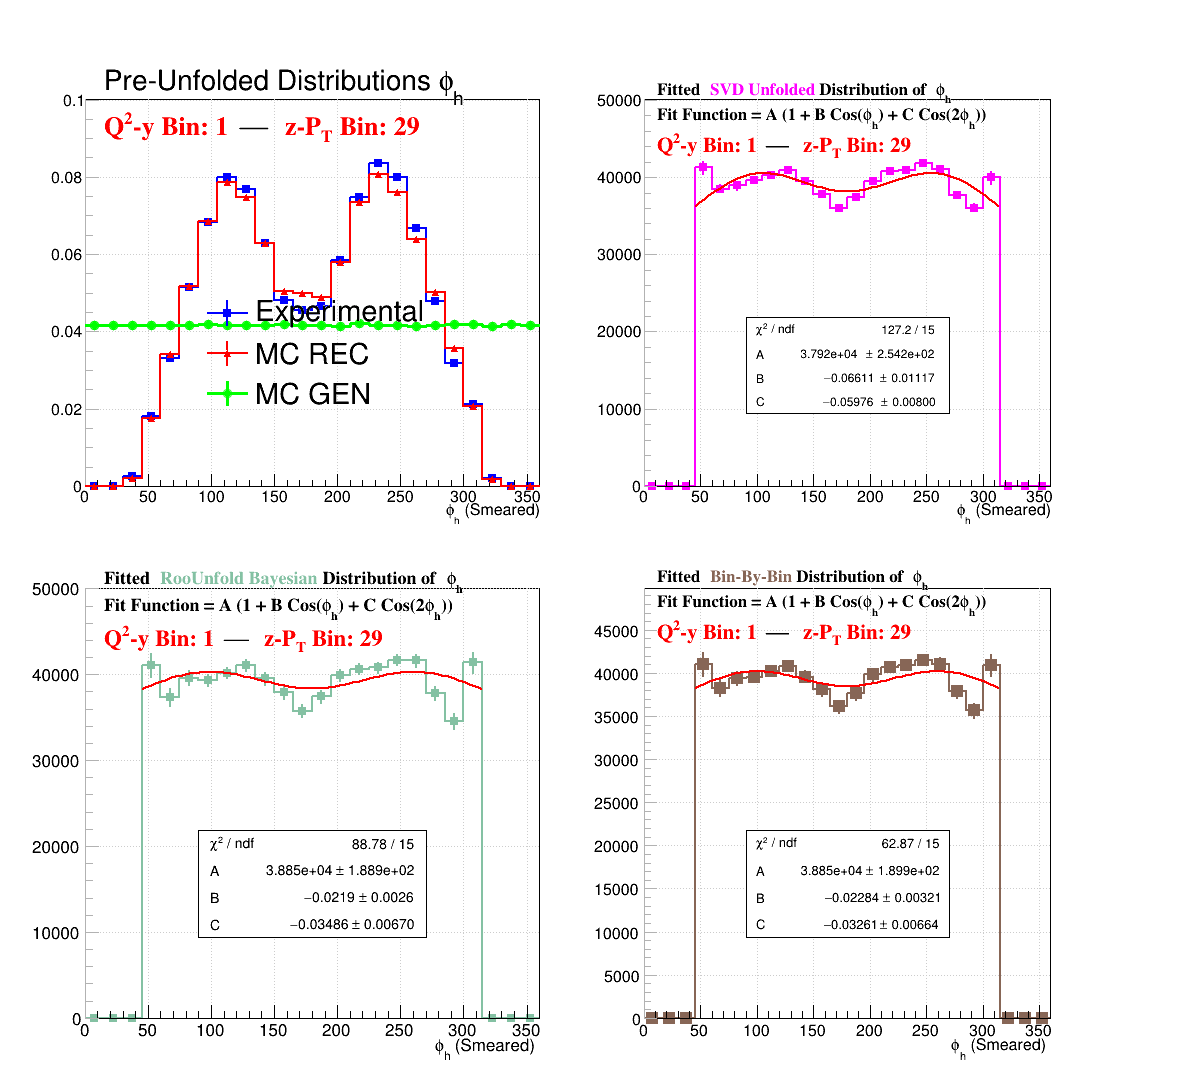 Pre-Unfolded Distributions ϕh
Q²-y Bin: 1 — z-PT Bin: 29
0.1
0.08
0.06
0.04
0.02
0
Experimental
MC REC
MC GEN
0 50 100 150 200 250 300 350
ϕh (Smeared)
Fitted SVD Unfolded Distribution of ϕh
Fit Function = A (1 + B Cos(ϕh) + C Cos(2ϕh))
Q²-y Bin: 1 — z-PT Bin: 29
50000
40000
30000
20000
10000
0
χ² / ndf 127.2 / 15
A 3.792e+04 ± 2.542e+02
B −0.06611 ± 0.01117
C −0.05976 ± 0.00800
0 50 100 150 200 250 300 350
ϕh (Smeared)
Fitted RooUnfold Bayesian Distribution of ϕh
Fit Function = A (1 + B Cos(ϕh) + C Cos(2ϕh))
Q²-y Bin: 1 — z-PT Bin: 29
50000
40000
30000
20000
10000
0
χ² / ndf 88.78 / 15
A 3.885e+04 ± 1.889e+02
B −0.0219 ± 0.0026
C −0.03486 ± 0.00670
0 50 100 150 200 250 300 350
ϕh (Smeared)
Fitted Bin-By-Bin Distribution of ϕh
Fit Function = A (1 + B Cos(ϕh) + C Cos(2ϕh))
Q²-y Bin: 1 — z-PT Bin: 29
45000
40000
35000
30000
25000
20000
15000
10000
5000
0
χ² / ndf 62.87 / 15
A 3.885e+04 ± 1.899e+02
B −0.02284 ± 0.00321
C −0.03261 ± 0.00664
0 50 100 150 200 250 300 350
ϕh (Smeared)